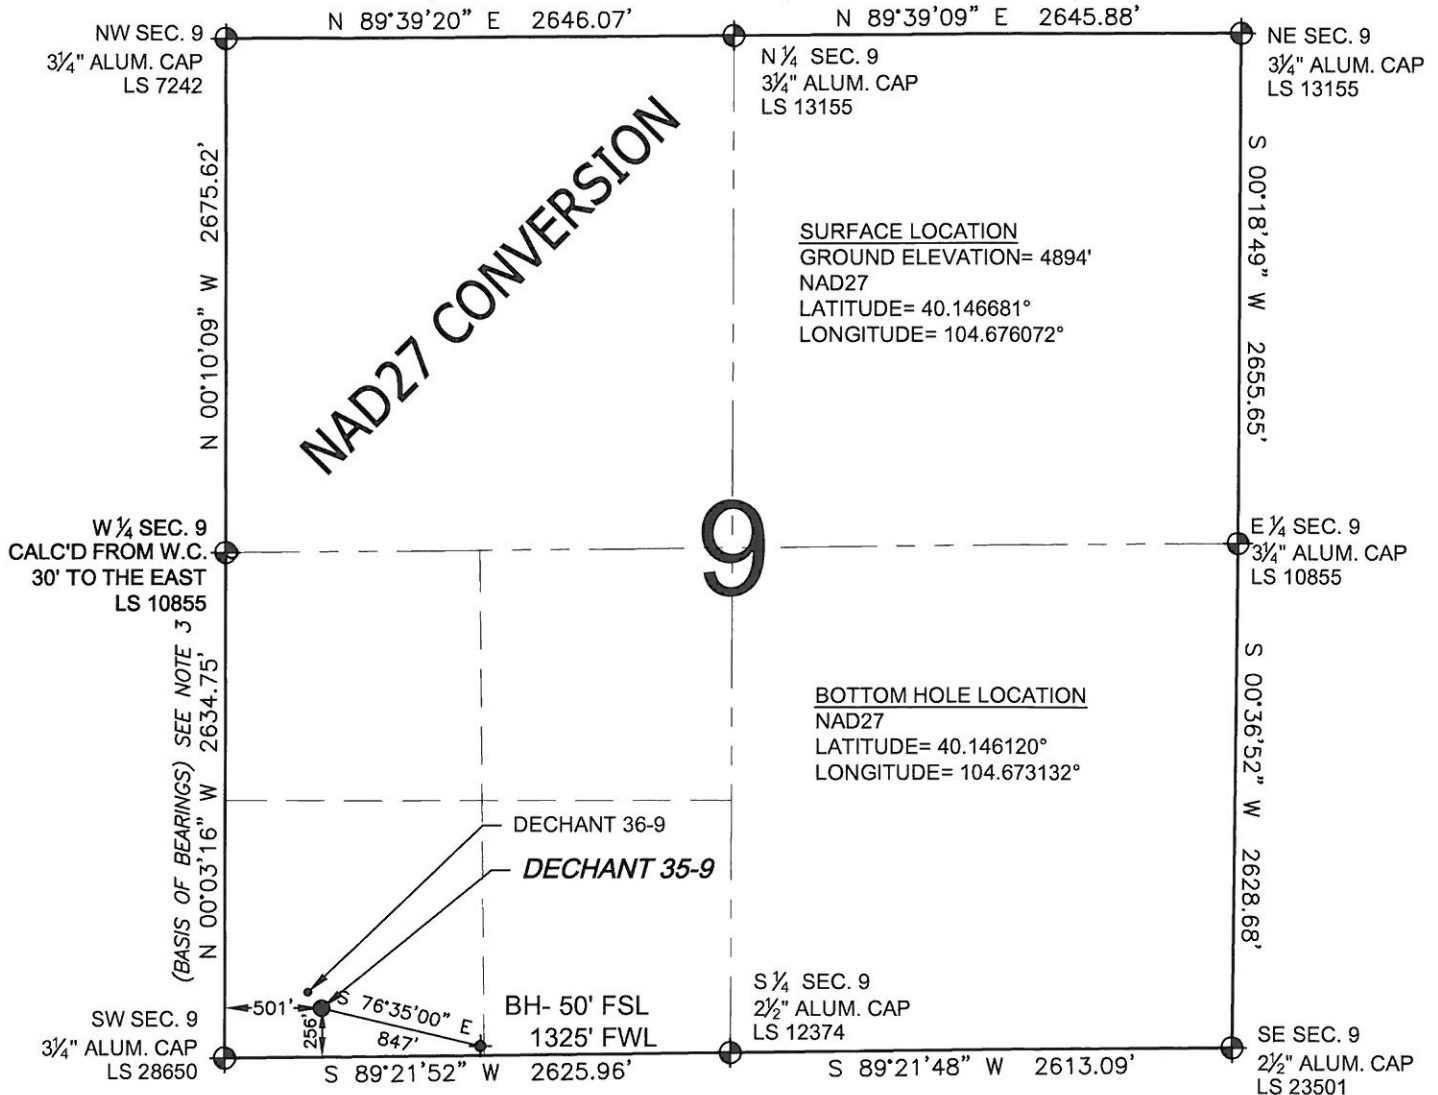 N 89°39'20" E 2646.07'
N 89°39'09" E 2645.88'
NW SEC. 9
3¼" ALUM. CAP
LS 7242
N ¼ SEC. 9
3¼" ALUM. CAP
LS 13155
NE SEC. 9
3¼" ALUM. CAP
LS 13155
N 00°10'09" W 2675.62'
NAD27 CONVERSION
S 00°18'49" W 2655.65'
SURFACE LOCATION
GROUND ELEVATION= 4894'
NAD27
LATITUDE= 40.146681°
LONGITUDE= 104.676072°
W ¼ SEC. 9
CALC'D FROM W.C.
30' TO THE EAST
LS 10855
9
E ¼ SEC. 9
3¼" ALUM. CAP
LS 10855
(BASIS OF BEARINGS) SEE NOTE 3
N 00°03'16" W 2634.75'
S 00°36'52" W 2628.68'
BOTTOM HOLE LOCATION
NAD27
LATITUDE= 40.146120°
LONGITUDE= 104.673132°
DECHANT 36-9
DECHANT 35-9
501'
256'
S 76°35'00" E
847'
BH- 50' FSL
1325' FWL
SW SEC. 9
3¼" ALUM. CAP
LS 28650
S ¼ SEC. 9
2½" ALUM. CAP
LS 12374
SE SEC. 9
2½" ALUM. CAP
LS 23501
S 89°21'52" W 2625.96'
S 89°21'48" W 2613.09'